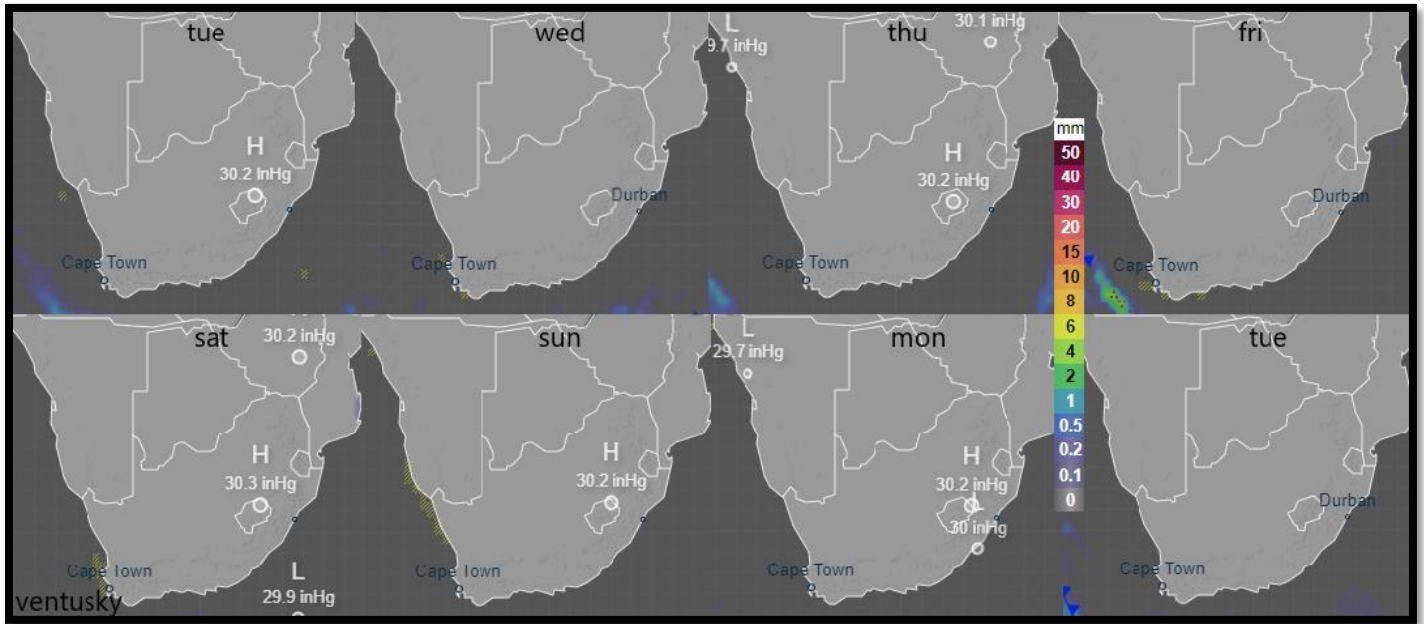 tue
wed
thu
fri
L
9.7 inHg
30.1 inHg
H
30.2 InHg
H
30.2 inHg
Durban
Durban
Cape Town
Cape Town
Cape Town
Cape Town
mm
50
40
30
20
15
10
8
6
4
2
1
0.5
0.2
0.1
0
sat
sun
mon
tue
30.2 inHg
L
29.7 inHg
H
30.3 inHg
H
30.2 inHg
H
30.2 inHg
L
30 inHg
Durban
Cape Town
Cape Town
Cape Town
Cape Town
L
29.9 inHg
ventusky